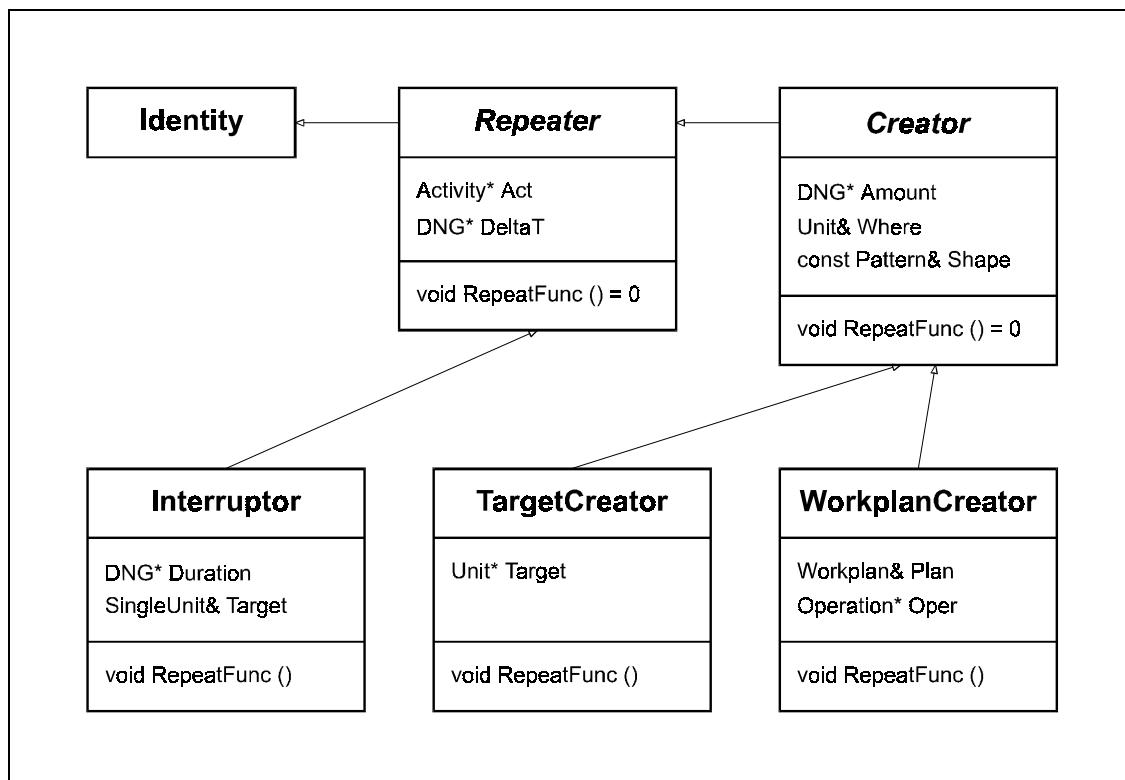 Identity
Repeater
Activity* Act
DNG* DeltaT
void RepeatFunc () = 0
Creator
DNG* Amount
Unit& Where
const Pattern& Shape
void RepeatFunc () = 0
Interruptor
DNG* Duration
SingleUnit& Target
void RepeatFunc ()
TargetCreator
Unit* Target
void RepeatFunc ()
WorkplanCreator
Workplan& Plan
Operation* Oper
void RepeatFunc ()